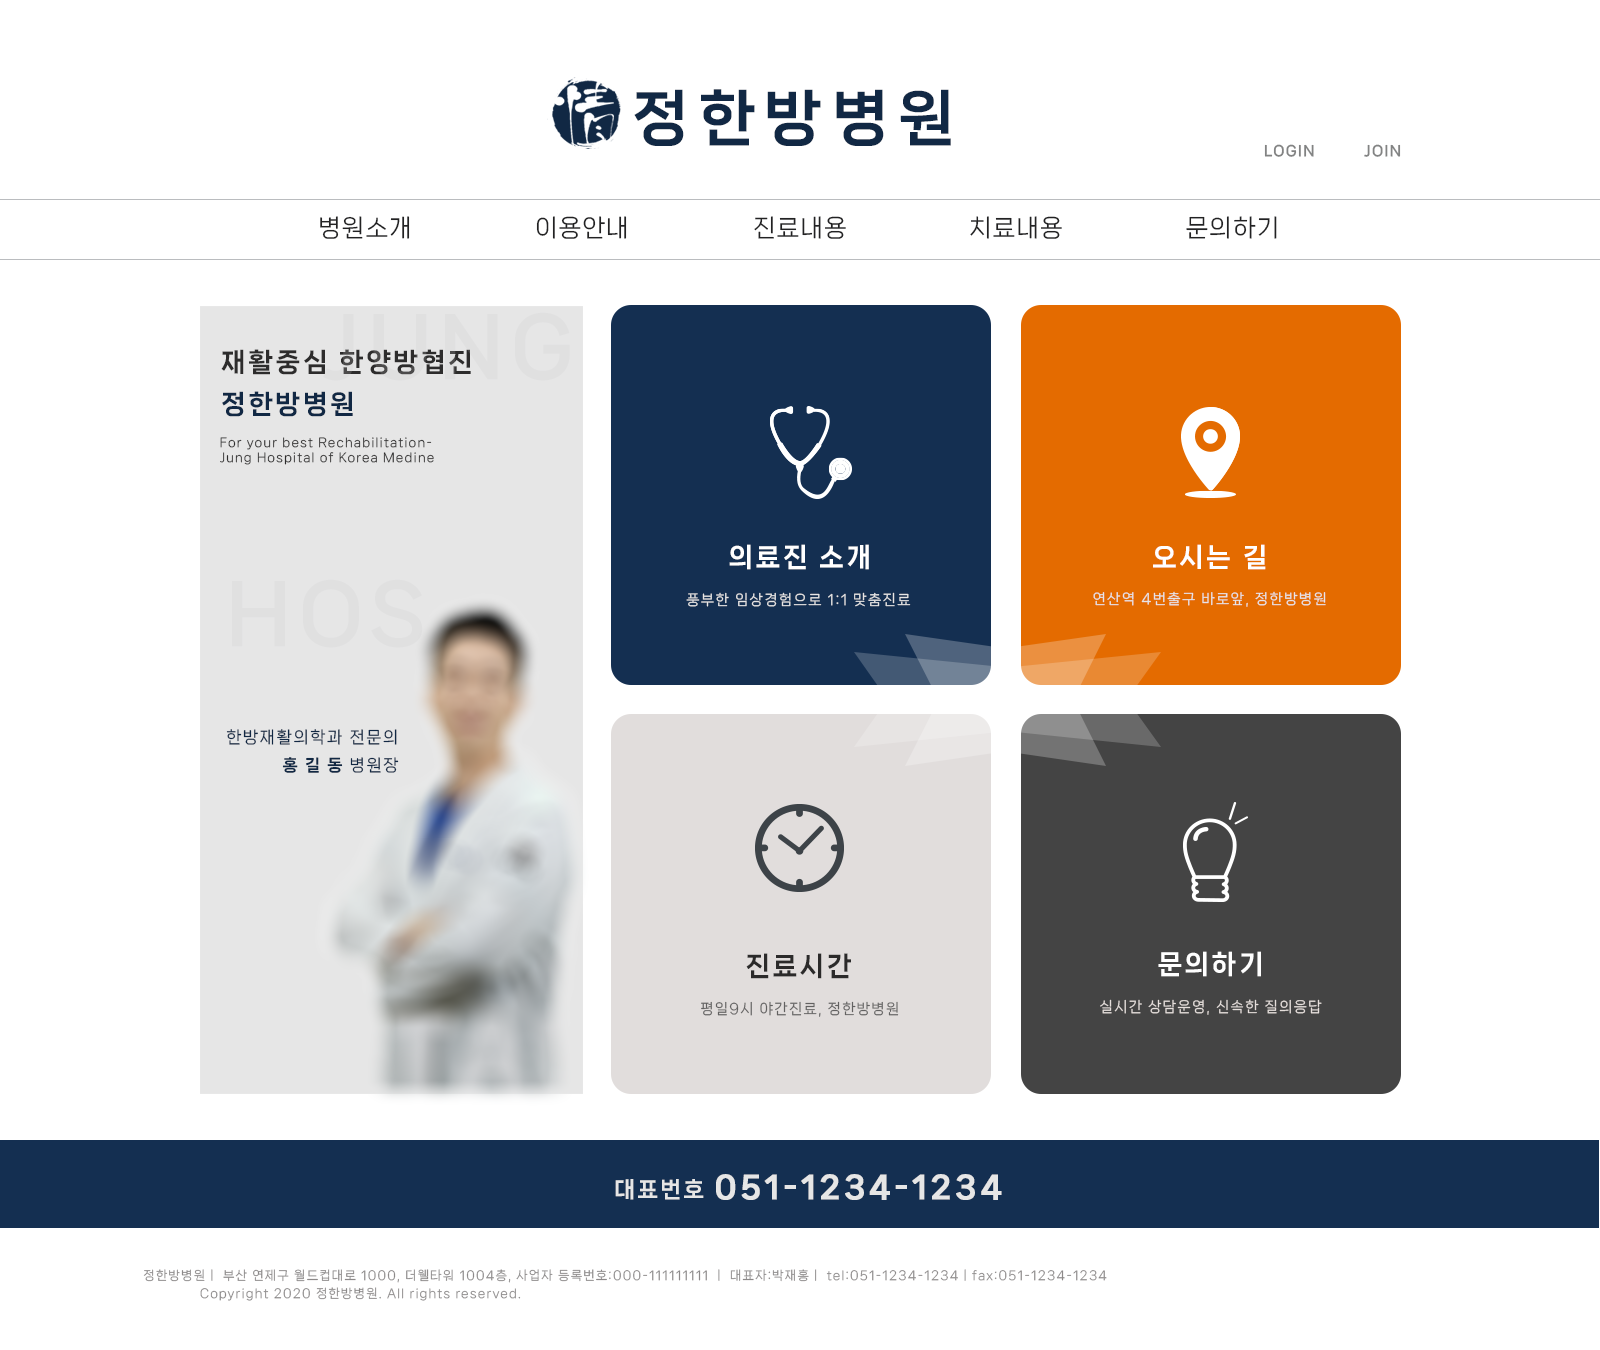 情 정한방병원
LOGIN JOIN
병원소개 이용안내 진료내용 치료내용 문의하기
JUNG
재활중심 한양방협진
정한방병원
For your best Rechabilitation-
Jung Hospital of Korea Medine
HOS
한방재활의학과 전문의
홍 길 동 병원장
의료진 소개
풍부한 임상경험으로 1:1 맞춤진료
오시는 길
연산역 4번출구 바로앞, 정한방병원
진료시간
평일9시 야간진료, 정한방병원
문의하기
실시간 상담운영, 신속한 질의응답
대표번호 051-1234-1234
정한방병원 | 부산 연제구 월드컵대로 1000, 더웰타워 1004층, 사업자 등록번호:000-111111111 | 대표자:박재홍 | tel:051-1234-1234 | fax:051-1234-1234
Copyright 2020 정한방병원. All rights reserved.